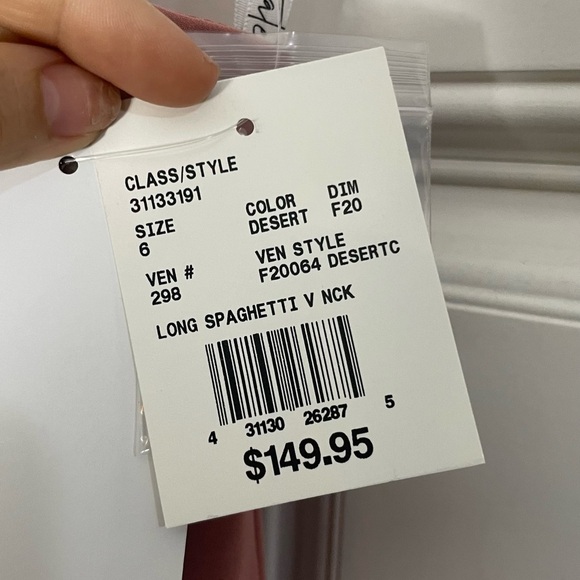 CLASS/STYLE
31133191
SIZE COLOR DIM
6 DESERT F20
VEN # VEN STYLE
298 F20064 DESERTC
LONG SPAGHETTI V NCK
4 31130 26287 5
$149.95